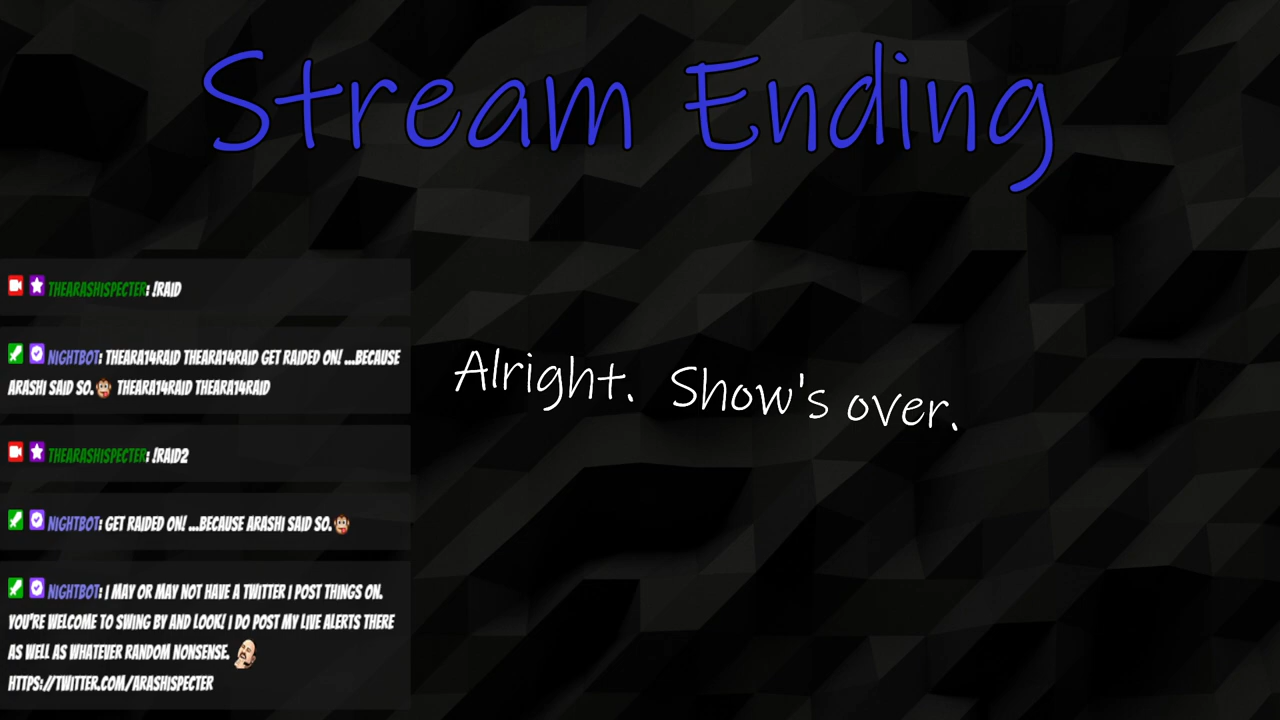 Stream Ending
THEARASHISPECTER: !RAID
NIGHTBOT: THEARA14RAID THEARA14RAID GET RAIDED ON! ...BECAUSE
ARASHI SAID SO. THEARA14RAID THEARA14RAID
Alright. Show's over.
THEARASHISPECTER: !RAID2
NIGHTBOT: GET RAIDED ON! ...BECAUSE ARASHI SAID SO.
NIGHTBOT: I MAY OR MAY NOT HAVE A TWITTER I POST THINGS ON.
YOU'RE WELCOME TO SWING BY AND LOOK! I DO POST MY LIVE ALERTS THERE
AS WELL AS WHATEVER RANDOM NONSENSE.
HTTPS://TWITTER.COM/ARASHISPECTER